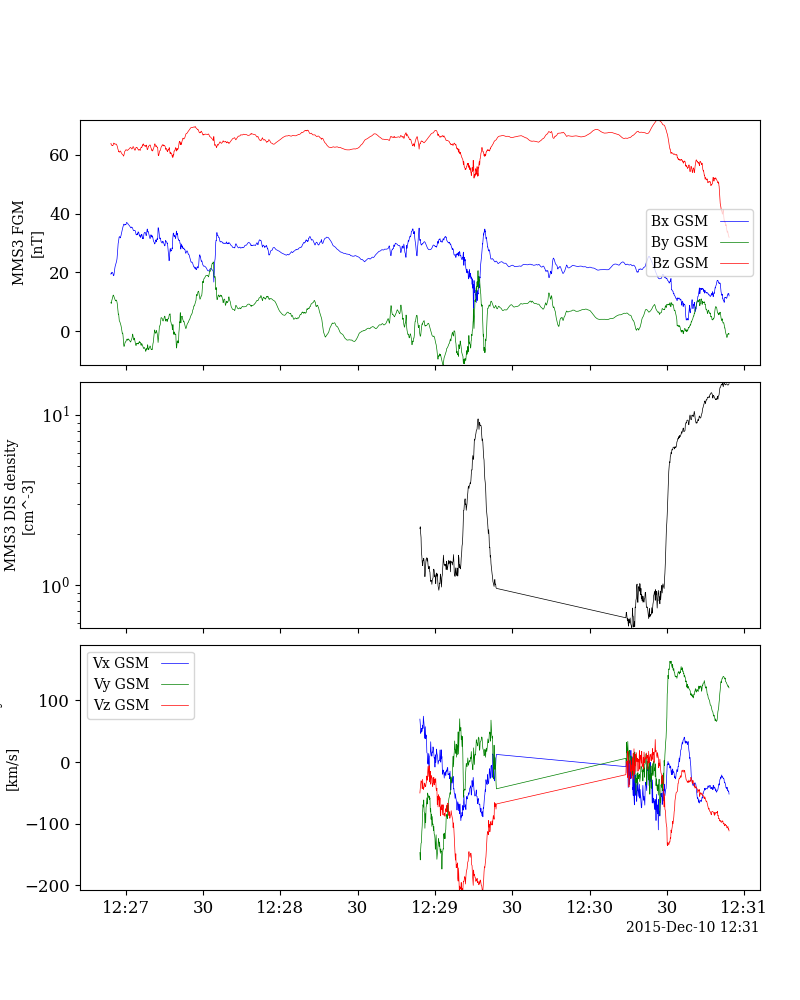 MMS3 FGM
[nT]
60
40
20
0
Bx GSM
By GSM
Bz GSM
MMS3 DIS density
[cm^-3]
10^1
10^0
[km/s]
100
0
−100
−200
Vx GSM
Vy GSM
Vz GSM
12:27 30 12:28 30 12:29 30 12:30 30 12:31
2015-Dec-10 12:31